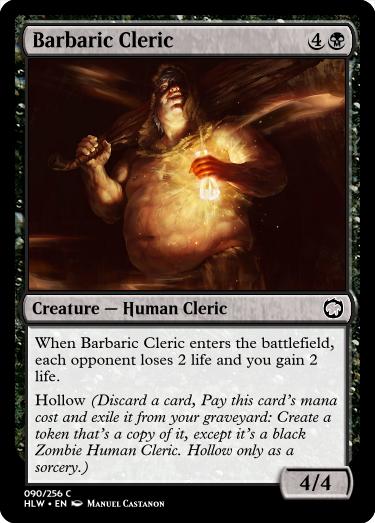 Barbaric Cleric 4
Creature — Human Cleric
When Barbaric Cleric enters the battlefield,
each opponent loses 2 life and you gain 2
life.
Hollow (Discard a card, Pay this card's mana
cost and exile it from your graveyard: Create a
token that's a copy of it, except it's a black
Zombie Human Cleric. Hollow only as a
sorcery.)
4/4
090/256 C
HLW • EN Manuel Castanon